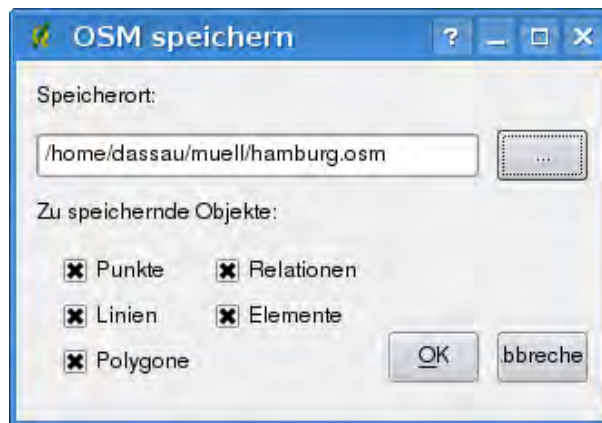 OSM speichern
Speicherort:
/home/dassau/muell/hamburg.osm
...
Zu speichernde Objekte:
Punkte Relationen
Linien Elemente
Polygone
OK bbreche